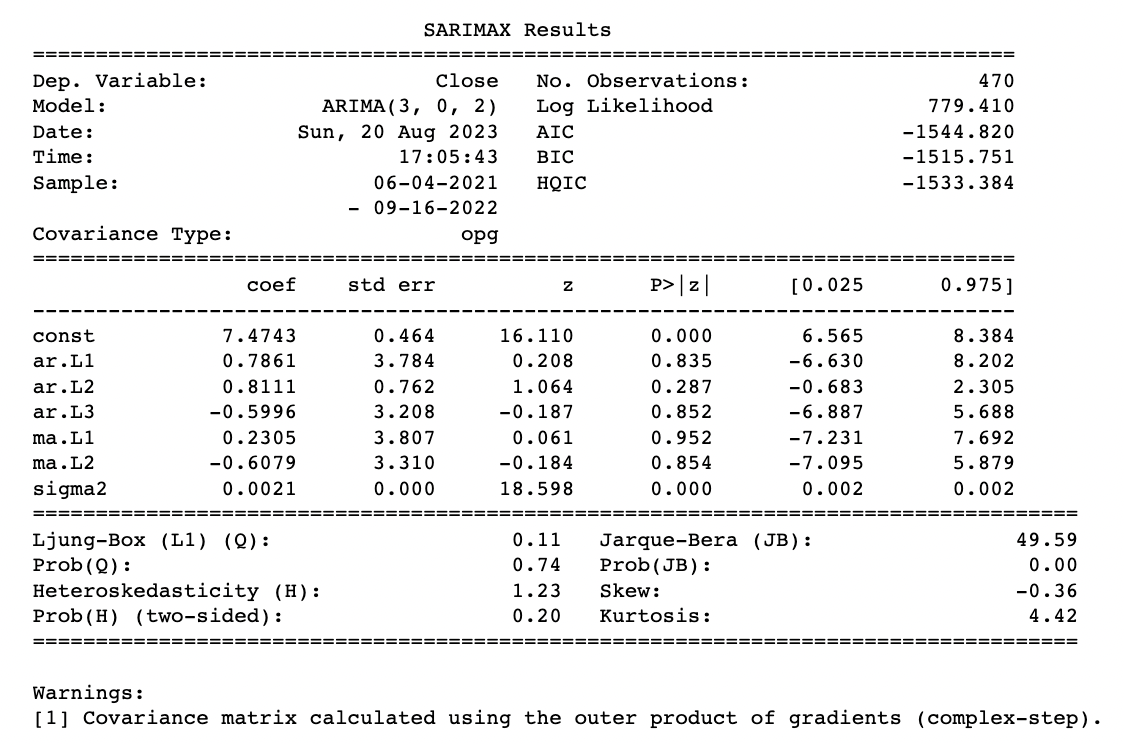 SARIMAX Results
==============================================================================
Dep. Variable:                  Close   No. Observations:                  470
Model:                 ARIMA(3, 0, 2)   Log Likelihood                 779.410
Date:                Sun, 20 Aug 2023   AIC                          -1544.820
Time:                        17:05:43   BIC                          -1515.751
Sample:                    06-04-2021   HQIC                         -1533.384
                         - 09-16-2022
Covariance Type:                  opg
==============================================================================
                 coef    std err          z      P>|z|      [0.025      0.975]
------------------------------------------------------------------------------
const          7.4743      0.464     16.110      0.000       6.565       8.384
ar.L1          0.7861      3.784      0.208      0.835      -6.630       8.202
ar.L2          0.8111      0.762      1.064      0.287      -0.683       2.305
ar.L3         -0.5996      3.208     -0.187      0.852      -6.887       5.688
ma.L1          0.2305      3.807      0.061      0.952      -7.231       7.692
ma.L2         -0.6079      3.310     -0.184      0.854      -7.095       5.879
sigma2         0.0021      0.000     18.598      0.000       0.002       0.002
===================================================================================
Ljung-Box (L1) (Q):                   0.11   Jarque-Bera (JB):                49.59
Prob(Q):                              0.74   Prob(JB):                         0.00
Heteroskedasticity (H):               1.23   Skew:                            -0.36
Prob(H) (two-sided):                  0.20   Kurtosis:                         4.42
===================================================================================
Warnings:
[1] Covariance matrix calculated using the outer product of gradients (complex-step).